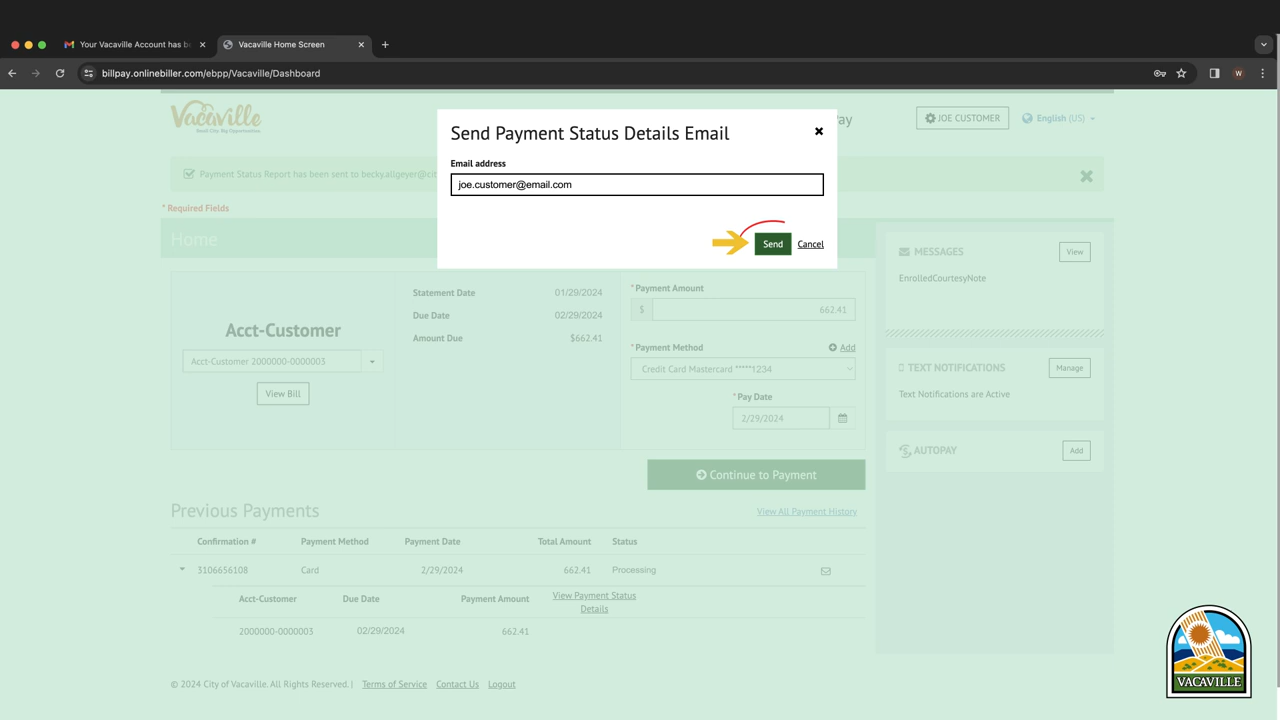 Your Vacaville Account has be
Vacaville Home Screen
billpay.onlinebiller.com/ebpp/Vacaville/Dashboard
W
Vacaville
Small City. Big Opportunities.
Pay
JOE CUSTOMER
English (US)
Send Payment Status Details Email
Email address
joe.customer@email.com
Send
Cancel
Payment Status Report has been sent to becky.allgeyer@cit
* Required Fields
Home
Acct-Customer
Acct-Customer 2000000-0000003
View Bill
Statement Date 01/29/2024
Due Date 02/29/2024
Amount Due $662.41
* Payment Amount
$ 662.41
* Payment Method Add
Credit Card Mastercard *****1234
* Pay Date
2/29/2024
Continue to Payment
MESSAGES View
EnrolledCourtesyNote
TEXT NOTIFICATIONS Manage
Text Notifications are Active
AUTOPAY Add
Previous Payments
View All Payment History
Confirmation # Payment Method Payment Date Total Amount Status
3106656108 Card 2/29/2024 662.41 Processing
Acct-Customer Due Date Payment Amount View Payment Status Details
2000000-0000003 02/29/2024 662.41
© 2024 City of Vacaville. All Rights Reserved. | Terms of Service Contact Us Logout
VACAVILLE